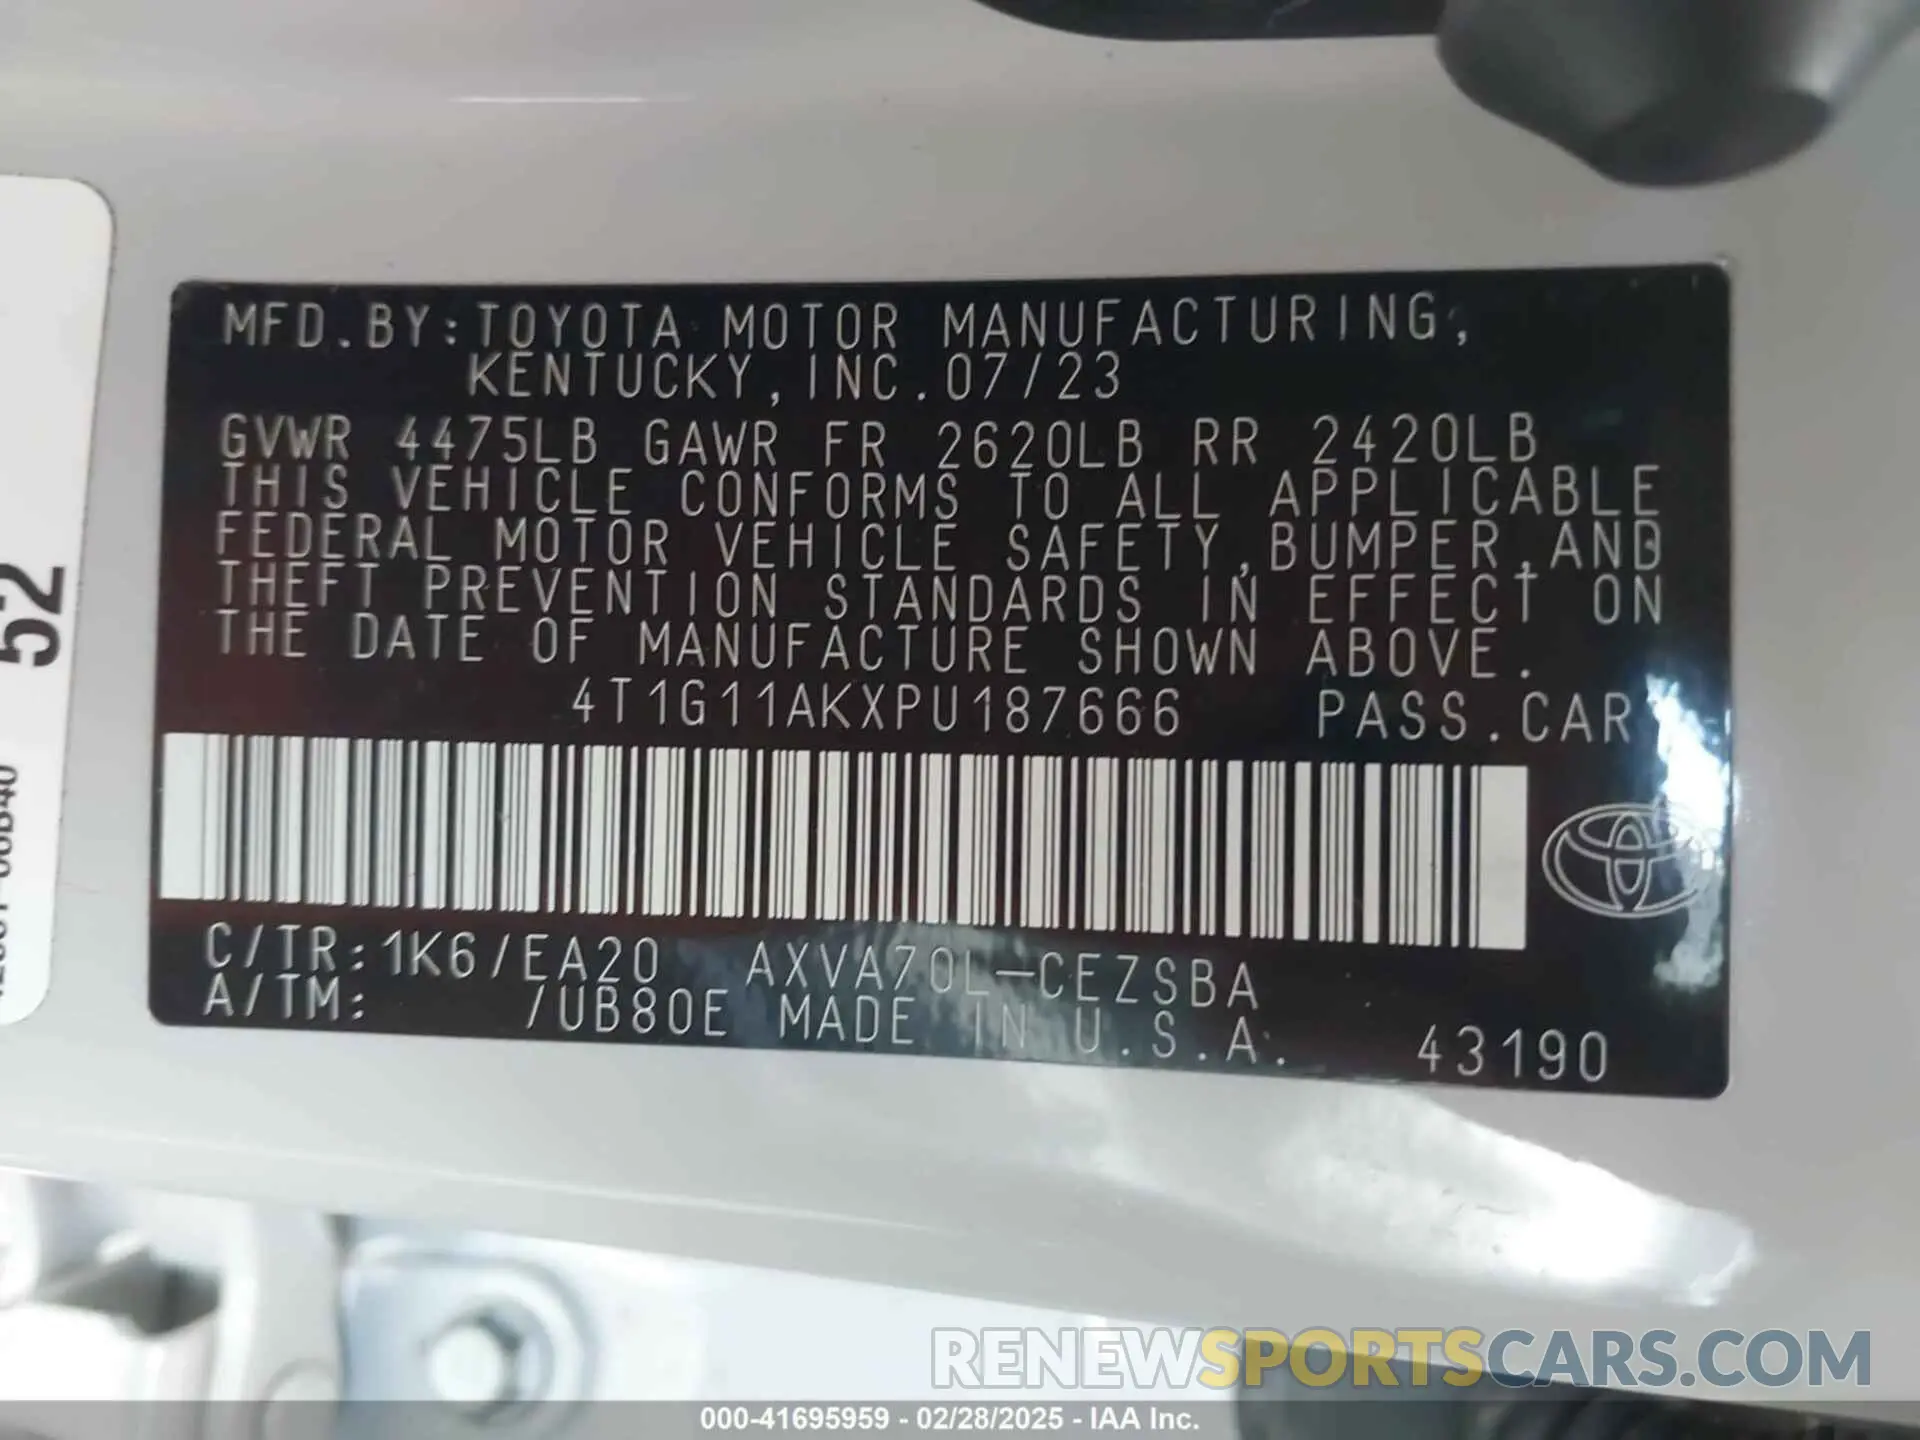 MFD.BY:TOYOTA MOTOR MANUFACTURING,
KENTUCKY,INC.07/23
GVWR 4475LB GAWR FR 2620LB RR 2420LB
THIS VEHICLE CONFORMS TO ALL APPLICABLE
FEDERAL MOTOR VEHICLE SAFETY,BUMPER,AND
THEFT PREVENTION STANDARDS IN EFFECT ON
THE DATE OF MANUFACTURE SHOWN ABOVE.
4T1G11AKXPU187666 PASS.CAR
C/TR:1K6/EA20 AXVA70L-CEZSBA
A/TM: /UB80E MADE IN U.S.A. 43190
52
RENEWSPORTSCARS.COM
000-41695959 - 02/28/2025 - IAA Inc.